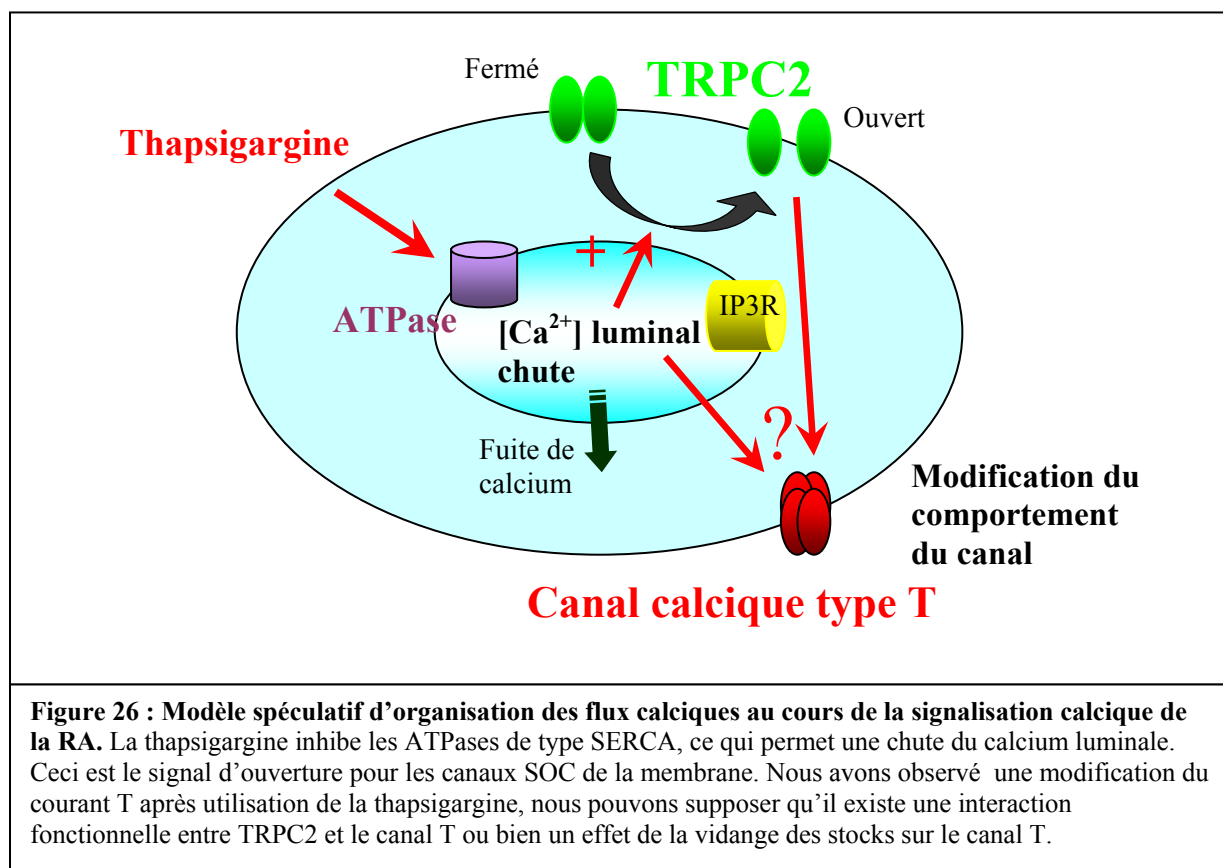 Fermé
TRPC2
Ouvert
Thapsigargine
+
IP3R
ATPase
[Ca²⁺] luminal
chute
?
Fuite de
calcium
Modification du
comportement
du canal
Canal calcique type T
Figure 26 : Modèle spéculatif d’organisation des flux calciques au cours de la signalisation calcique de
la RA. La thapsigargine inhibe les ATPases de type SERCA, ce qui permet une chute du calcium luminale.
Ceci est le signal d’ouverture pour les canaux SOC de la membrane. Nous avons observé une modification du
courant T après utilisation de la thapsigargine, nous pouvons supposer qu’il existe une interaction
fonctionnelle entre TRPC2 et le canal T ou bien un effet de la vidange des stocks sur le canal T.